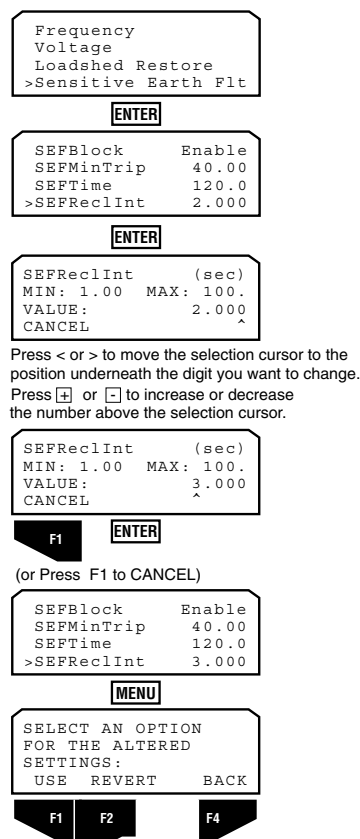 Frequency
Voltage
Loadshed Restore
>Sensitive Earth Flt
ENTER
SEFBlock Enable
SEFMinTrip 40.00
SEFTime 120.0
>SEFReclInt 2.000
ENTER
SEFReclInt (sec)
MIN: 1.00 MAX: 100.
VALUE: 2.000
CANCEL ^
Press < or > to move the selection cursor to the
position underneath the digit you want to change.
Press + or - to increase or decrease
the number above the selection cursor.
SEFReclInt (sec)
MIN: 1.00 MAX: 100.
VALUE: 3.000
CANCEL ^
F1 ENTER
(or Press F1 to CANCEL)
SEFBlock Enable
SEFMinTrip 40.00
SEFTime 120.0
>SEFReclInt 3.000
MENU
SELECT AN OPTION
FOR THE ALTERED
SETTINGS:
USE REVERT BACK
F1 F2 F4